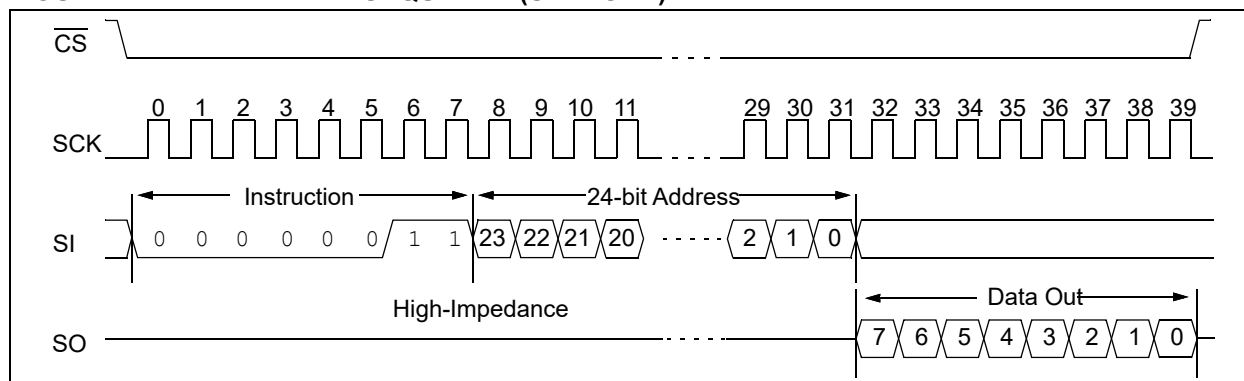 CS
0 1 2 3 4 5 6 7 8 9 10 11 29 30 31 32 33 34 35 36 37 38 39
SCK
Instruction 24-bit Address
SI 0 0 0 0 0 0 1 1 23 22 21 20 2 1 0
High-Impedance Data Out
SO 7 6 5 4 3 2 1 0